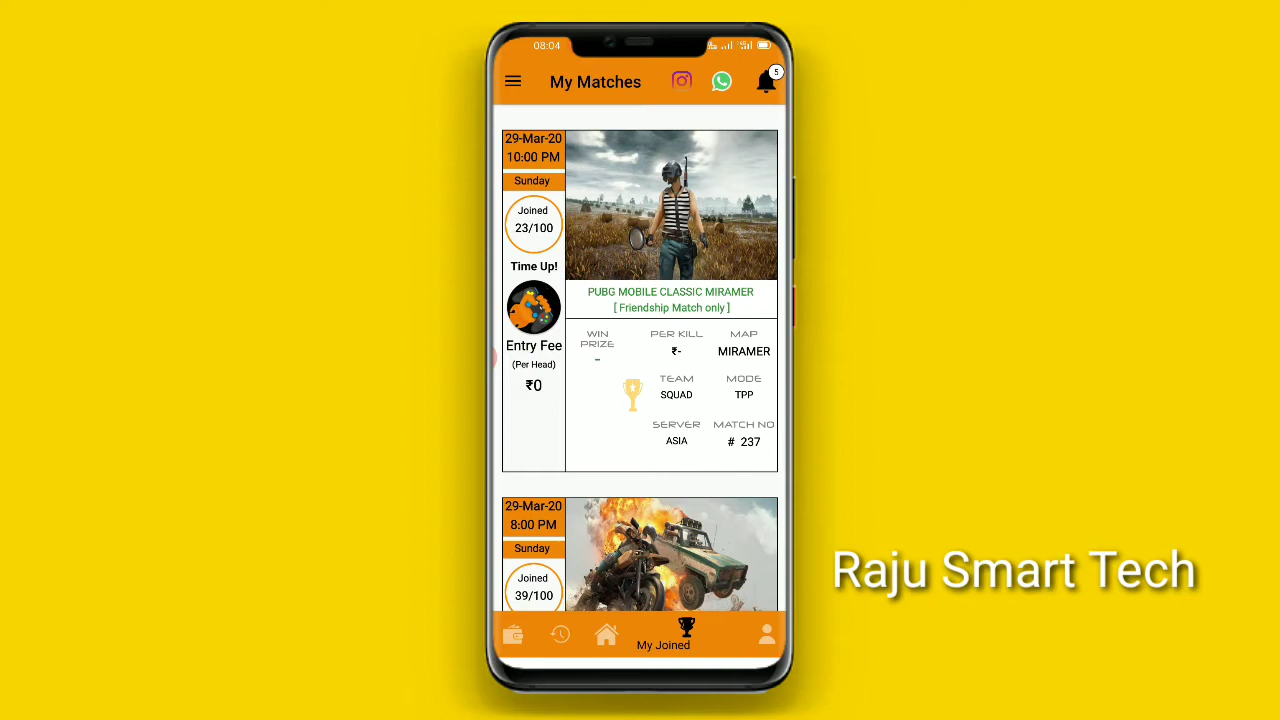 08:04
My Matches
5
29-Mar-20
10:00 PM
Sunday
Joined
23/100
Time Up!
Entry Fee
(Per Head)
₹0
PUBG MOBILE CLASSIC MIRAMER
[ Friendship Match only ]
WIN
PRIZE
-
PER KILL
₹-
MAP
MIRAMER
TEAM
SQUAD
MODE
TPP
SERVER
ASIA
MATCH NO
# 237
29-Mar-20
8:00 PM
Sunday
Joined
39/100
My Joined
Raju Smart Tech